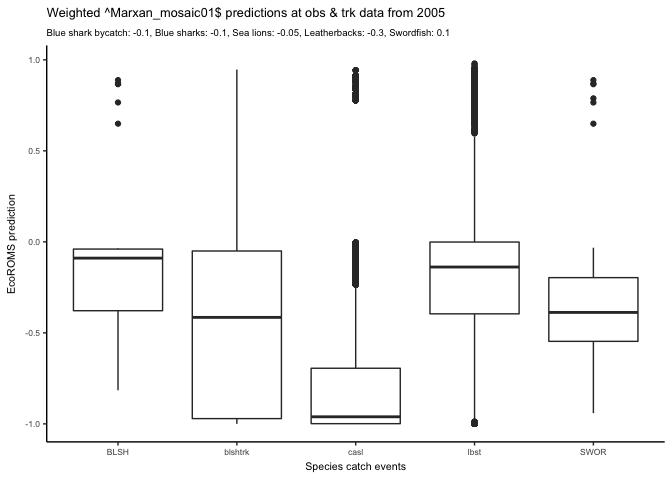 Weighted ^Marxan_mosaic01$ predictions at obs & trk data from 2005
Blue shark bycatch: -0.1, Blue sharks: -0.1, Sea lions: -0.05, Leatherbacks: -0.3, Swordfish: 0.1
EcoROMS prediction
1.0
0.5
0.0
-0.5
-1.0
BLSH
blshtrk
casl
lbst
SWOR
Species catch events